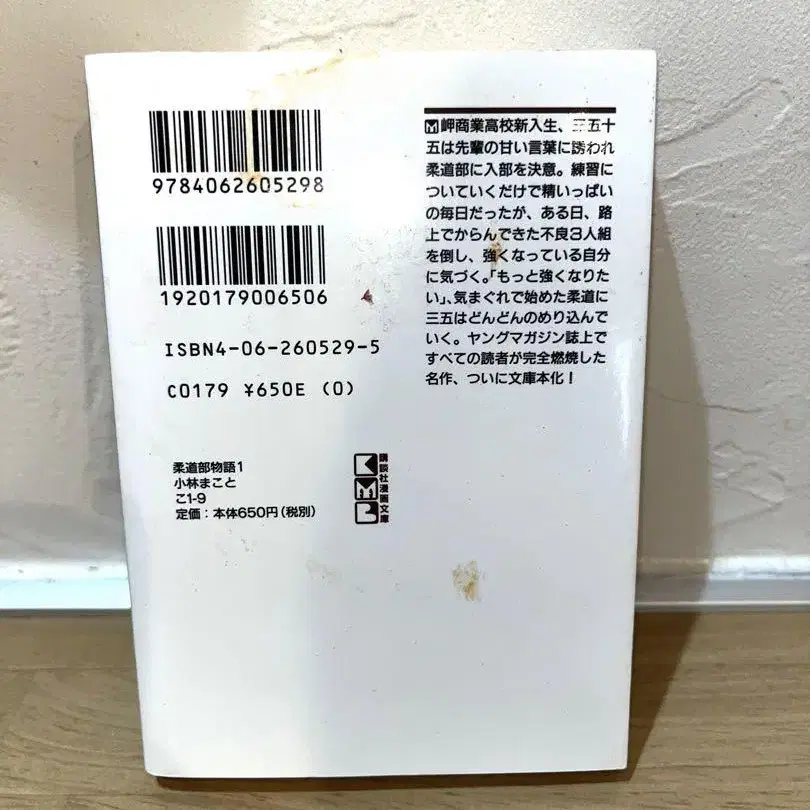 9784062605298
1920179006506
ISBN4-06-260529-5
C0179 ¥650E (0)
柔道部物語1
小林まこと
こ1-9
定価：本体650円(税別)
KMB
講談社漫画文庫
M岬商業高校新入生、三五十
五は先輩の甘い言葉に誘われ
柔道部に入部を決意。練習に
ついていくだけで精いっぱい
の毎日だったが、ある日、路
上でからんできた不良3人組
を倒し、強くなっている自分
に気づく。「もっと強くなりた
い」、気まぐれで始めた柔道に
三五はどんどんのめり込んで
いく。ヤングマガジン誌上で
すべての読者が完全燃焼した
名作、ついに文庫本化！